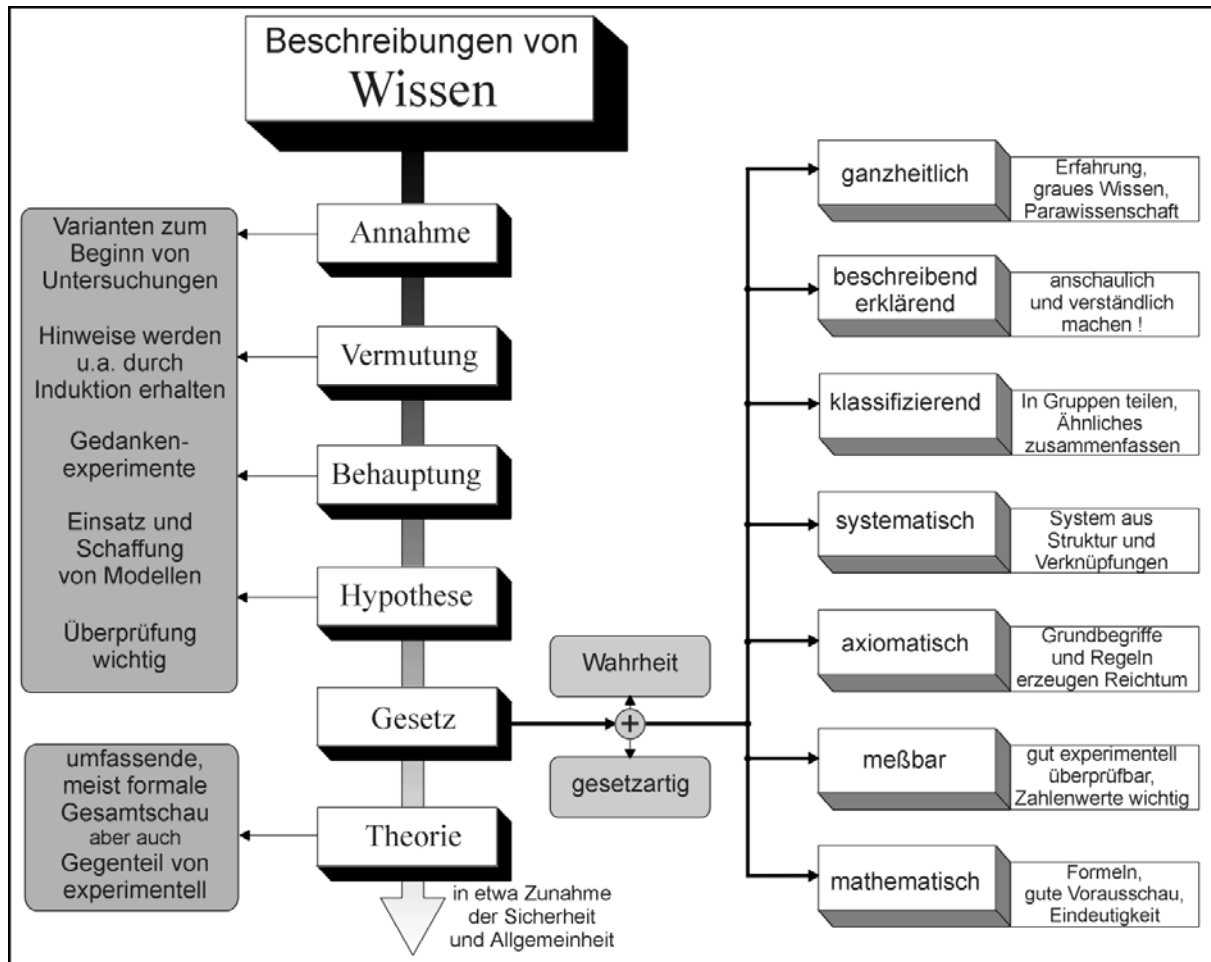 Beschreibungen von
Wissen
Annahme
Vermutung
Behauptung
Hypothese
Gesetz
Theorie
in etwa Zunahme
der Sicherheit
und Allgemeinheit
Varianten zum
Beginn von
Untersuchungen
Hinweise werden
u.a. durch
Induktion erhalten
Gedanken-
experimente
Einsatz und
Schaffung
von Modellen
Überprüfung
wichtig
umfassende,
meist formale
Gesamtschau
aber auch
Gegenteil von
experimentell
Wahrheit
+
gesetzartig
ganzheitlich
Erfahrung,
graues Wissen,
Parawissenschaft
beschreibend
erklärend
anschaulich
und verständlich
machen !
klassifizierend
In Gruppen teilen,
Ähnliches
zusammenfassen
systematisch
System aus
Struktur und
Verknüpfungen
axiomatisch
Grundbegriffe
und Regeln
erzeugen Reichtum
meßbar
gut experimentell
überprüfbar,
Zahlenwerte wichtig
mathematisch
Formeln,
gute Vorausschau,
Eindeutigkeit